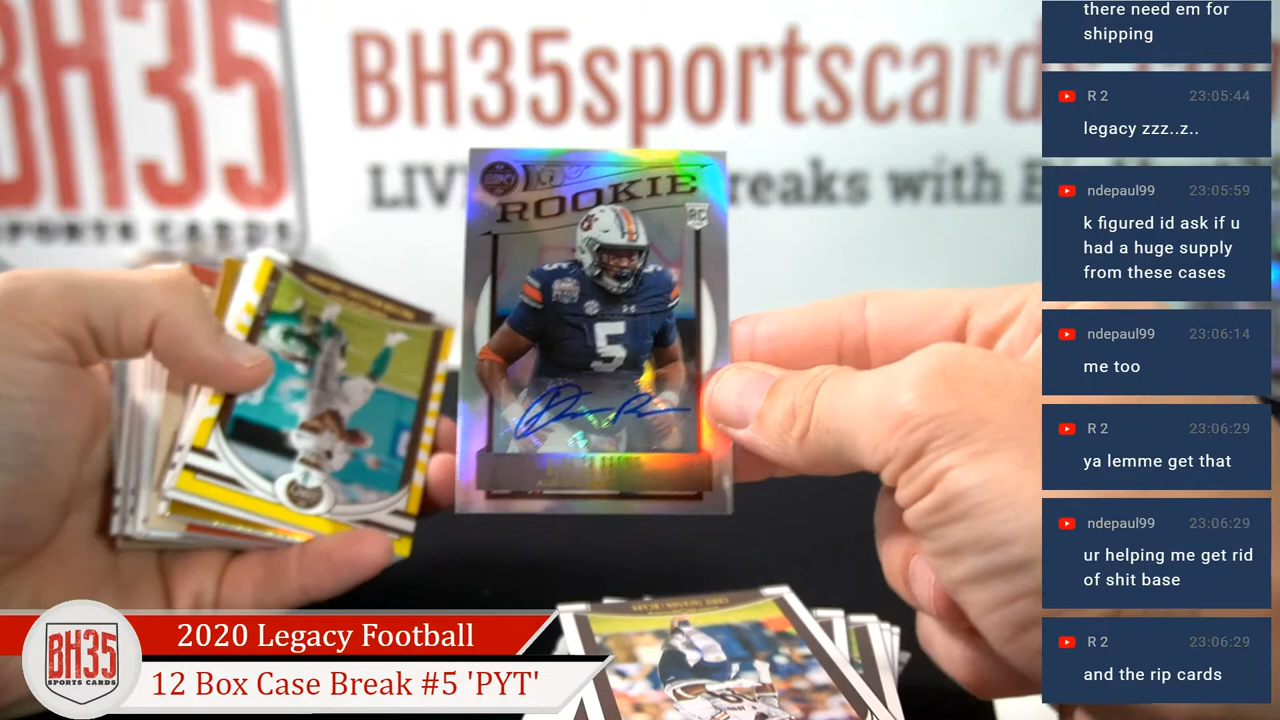 BH35
SPORTS CARDS
BH35sportscards
LIV
reaks with B
ROOKIE
RC
5
5
there need em for
shipping
R 2 23:05:44
legacy zzz..z..
ndepaul99 23:05:59
k figured id ask if u
had a huge supply
from these cases
ndepaul99 23:06:14
me too
R 2 23:06:29
ya lemme get that
ndepaul99 23:06:29
ur helping me get rid
of shit base
R 2 23:06:29
and the rip cards
2020 Legacy Football
12 Box Case Break #5 'PYT'
BH35
SPORTS CARDS